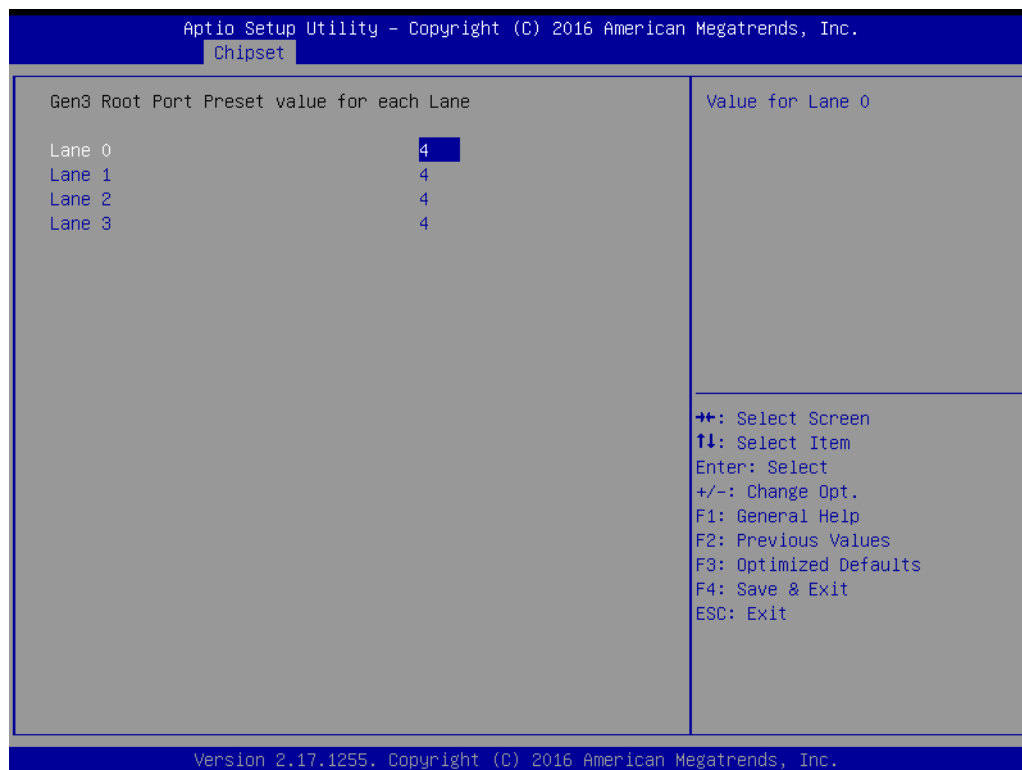 Aptio Setup Utility – Copyright (C) 2016 American Megatrends, Inc.
Chipset
Gen3 Root Port Preset value for each Lane
Lane 0 4
Lane 1 4
Lane 2 4
Lane 3 4
Value for Lane 0
→←: Select Screen
↑↓: Select Item
Enter: Select
+/-: Change Opt.
F1: General Help
F2: Previous Values
F3: Optimized Defaults
F4: Save & Exit
ESC: Exit
Version 2.17.1255. Copyright (C) 2016 American Megatrends, Inc.